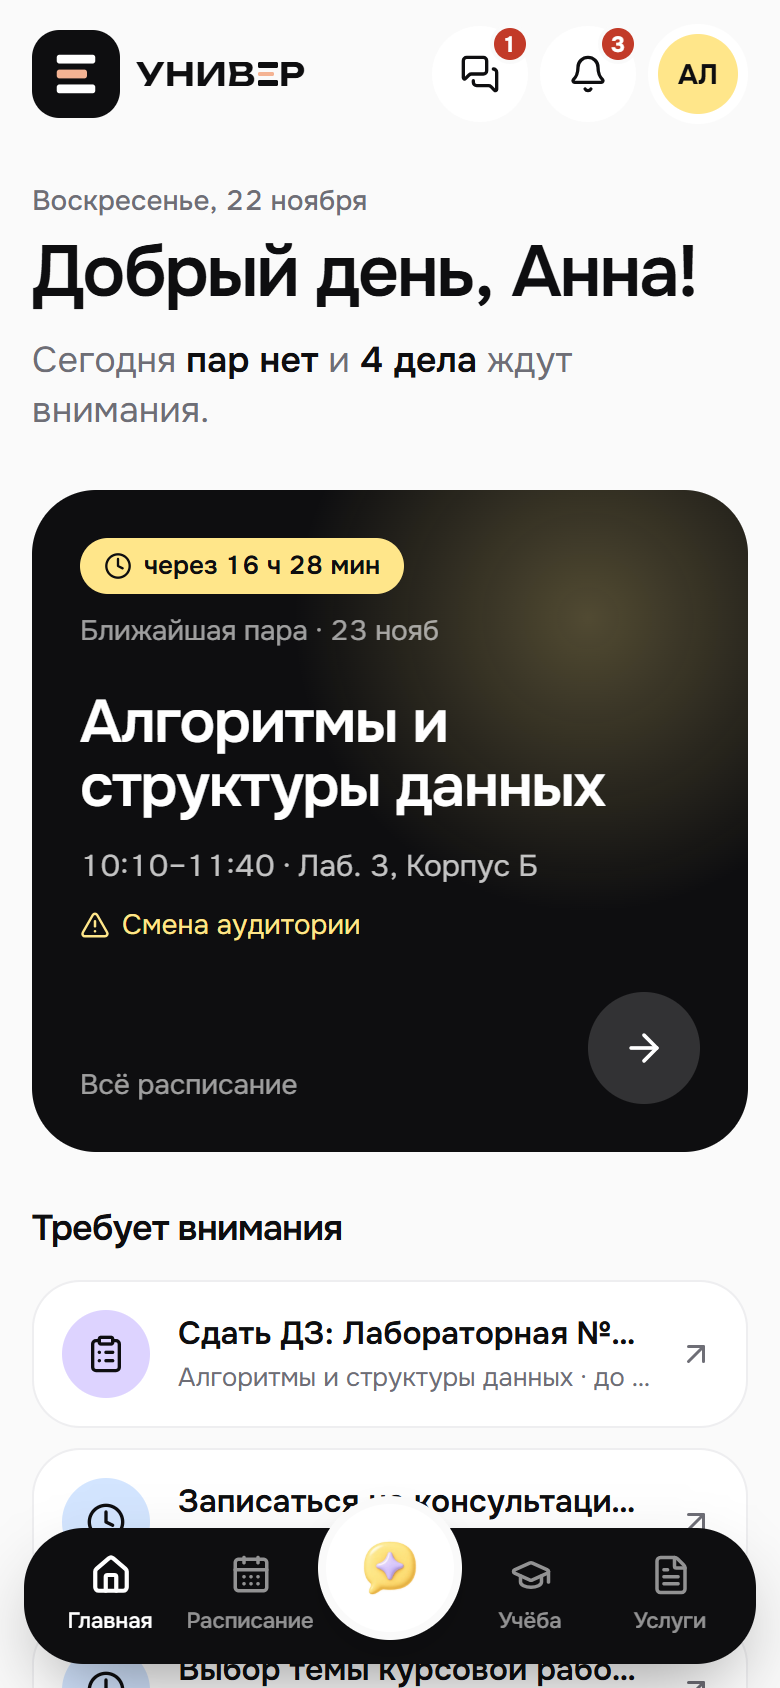 УНИВЕР
1
3
АЛ
Воскресенье, 22 ноября
Добрый день, Анна!
Сегодня пар нет и 4 дела ждут
внимания.
через 16 ч 28 мин
Ближайшая пара · 23 нояб
Алгоритмы и
структуры данных
10:10–11:40 · Лаб. 3, Корпус Б
Смена аудитории
Всё расписание
Требует внимания
Сдать ДЗ: Лабораторная №...
Алгоритмы и структуры данных · до ...
Записаться консультаци...
Главная
Расписание
Учёба
Услуги
Выбор темы курсовой рабо...